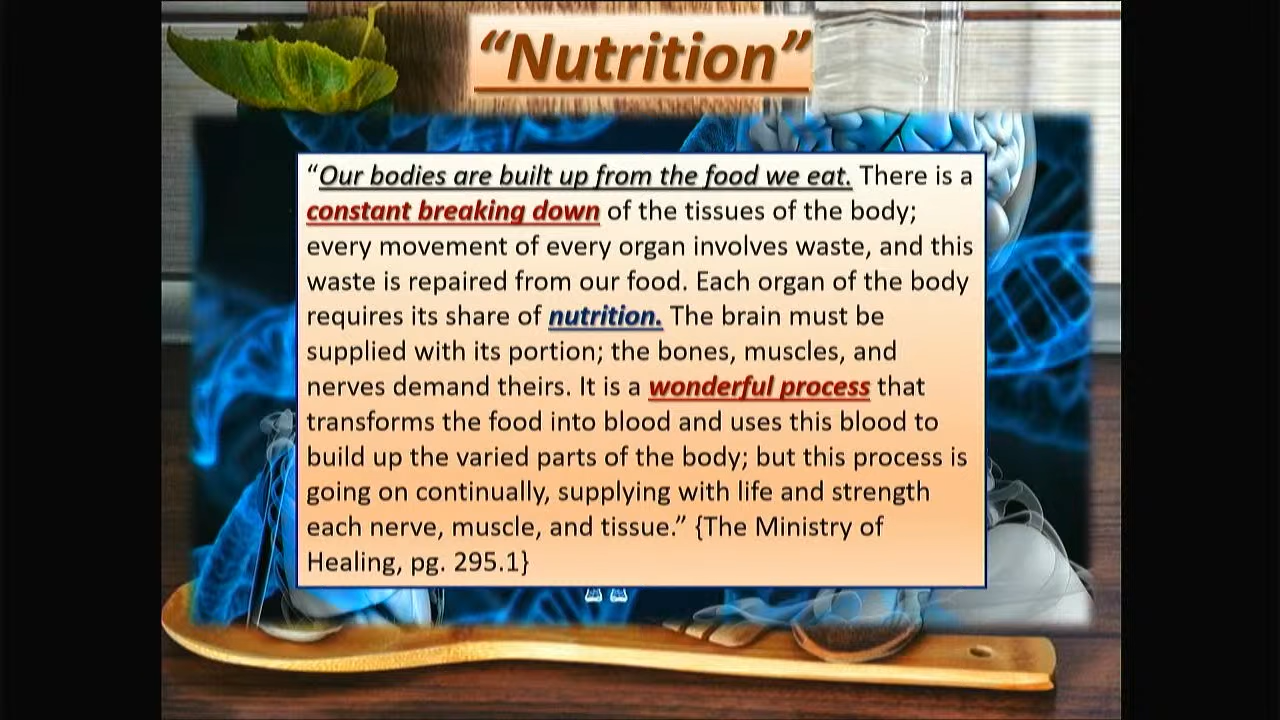 “Nutrition”
“Our bodies are built up from the food we eat. There is a
constant breaking down of the tissues of the body;
every movement of every organ involves waste, and this
waste is repaired from our food. Each organ of the body
requires its share of nutrition. The brain must be
supplied with its portion; the bones, muscles, and
nerves demand theirs. It is a wonderful process that
transforms the food into blood and uses this blood to
build up the varied parts of the body; but this process is
going on continually, supplying with life and strength
each nerve, muscle, and tissue.” {The Ministry of
Healing, pg. 295.1}